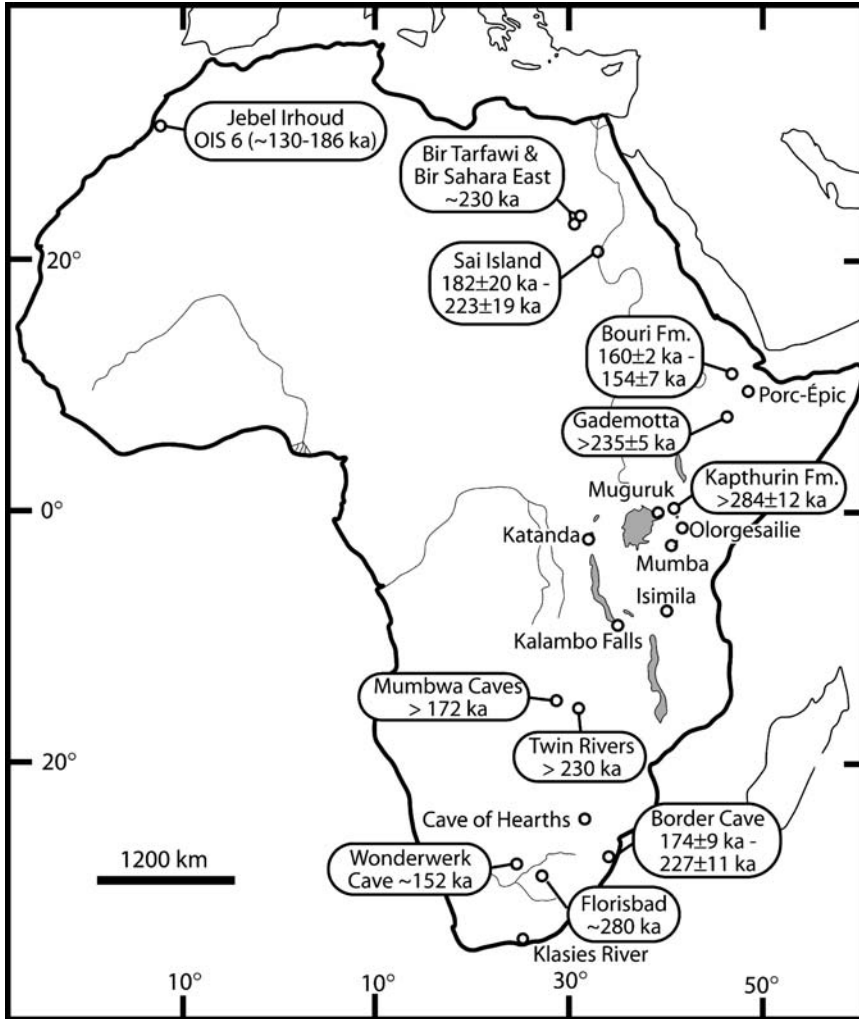 10°
30°
50°
Jebel Irhoud
OIS 6 (~130-186 ka)
Bir Tarfawi &
Bir Sahara East
~230 ka
20°
Sai Island
182±20 ka -
223±19 ka
Bouri Fm.
160±2 ka -
154±7 ka
Porc-Épic
Gademotta
>235±5 ka
Kapthurin Fm.
>284±12 ka
Muguruk
0°
Olorgesailie
Katanda
Mumba
Isimila
Kalambo Falls
Mumbwa Caves
> 172 ka
Twin Rivers
> 230 ka
20°
Cave of Hearths
Border Cave
174±9 ka -
227±11 ka
1200 km
Wonderwerk
Cave ~152 ka
Florisbad
~280 ka
Klasies River
10°
10°
30°
50°